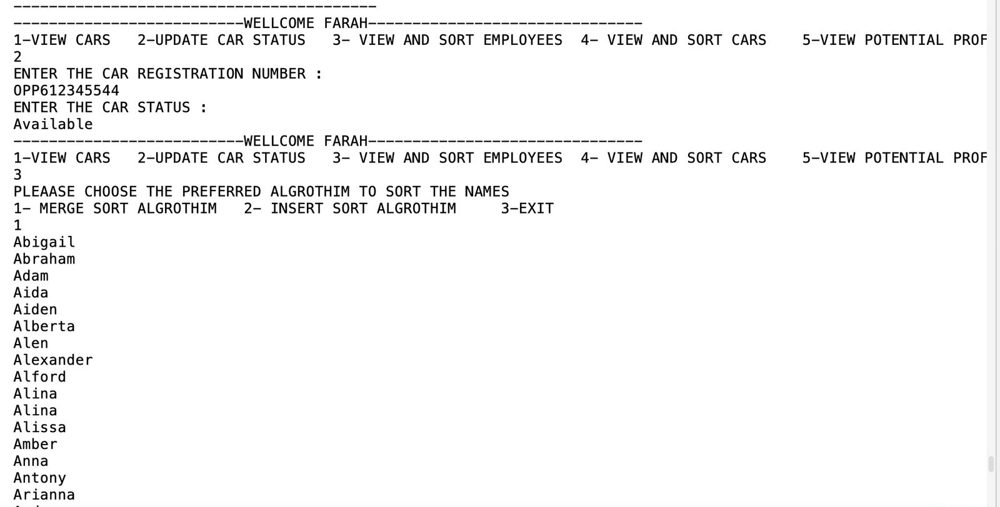 -----------------------------------------
--------------------------WELLCOME FARAH-------------------------------
1-VIEW CARS   2-UPDATE CAR STATUS   3- VIEW AND SORT EMPLOYEES  4- VIEW AND SORT CARS    5-VIEW POTENTIAL PROF
2
ENTER THE CAR REGISTRATION NUMBER :
OPP612345544
ENTER THE CAR STATUS :
Available
--------------------------WELLCOME FARAH-------------------------------
1-VIEW CARS   2-UPDATE CAR STATUS   3- VIEW AND SORT EMPLOYEES  4- VIEW AND SORT CARS    5-VIEW POTENTIAL PROF
3
PLEAASE CHOOSE THE PREFERRED ALGROTHIM TO SORT THE NAMES
1- MERGE SORT ALGROTHIM   2- INSERT SORT ALGROTHIM     3-EXIT
1
Abigail
Abraham
Adam
Aida
Aiden
Alberta
Alen
Alexander
Alford
Alina
Alina
Alissa
Amber
Anna
Antony
Arianna